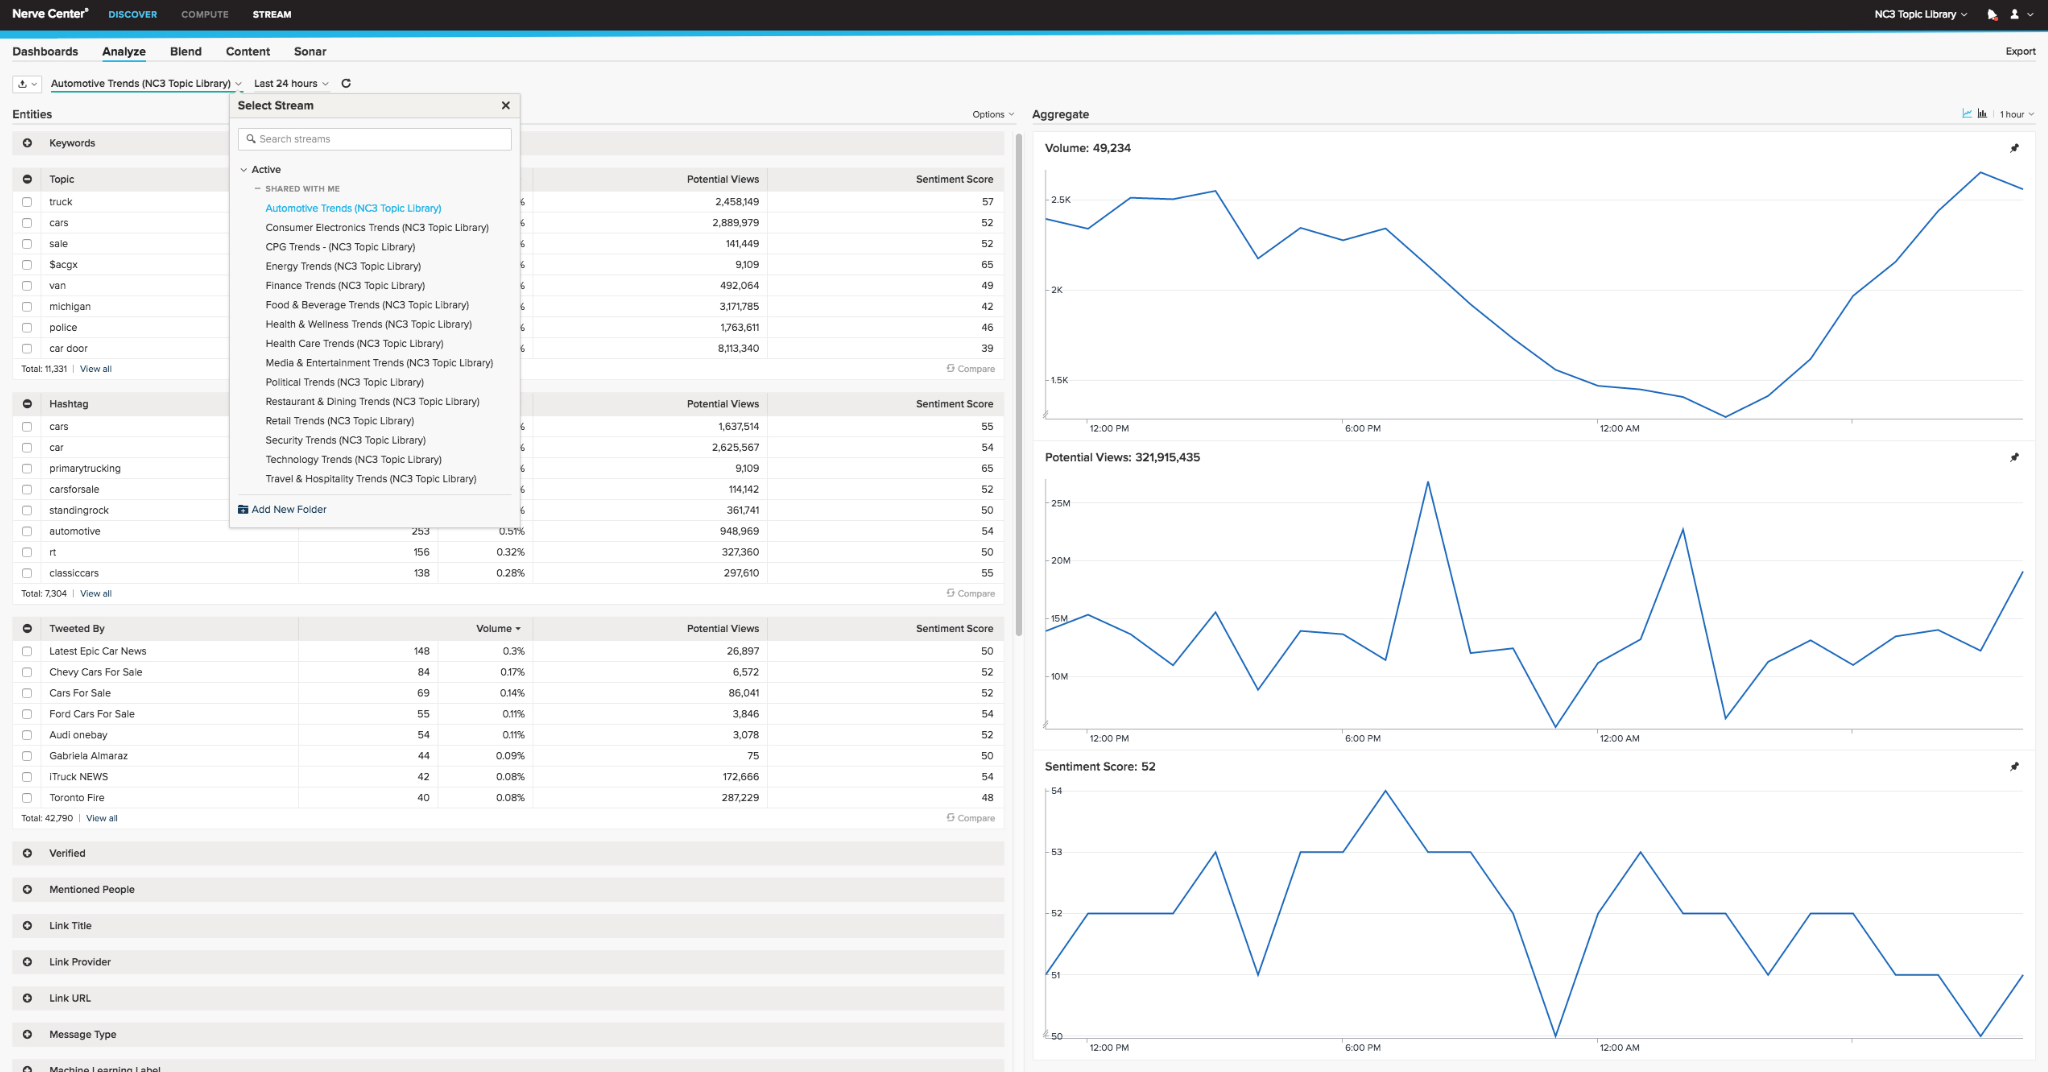 Nerve Center® DISCOVER COMPUTE STREAM NC3 Topic Library
Dashboards Analyze Blend Content Sonar Export
Automotive Trends (NC3 Topic Library) Last 24 hours
Select Stream
Search streams
Active
SHARED WITH ME
Automotive Trends (NC3 Topic Library)
Consumer Electronics Trends (NC3 Topic Library)
CPG Trends - (NC3 Topic Library)
Energy Trends (NC3 Topic Library)
Finance Trends (NC3 Topic Library)
Food & Beverage Trends (NC3 Topic Library)
Health & Wellness Trends (NC3 Topic Library)
Health Care Trends (NC3 Topic Library)
Media & Entertainment Trends (NC3 Topic Library)
Political Trends (NC3 Topic Library)
Restaurant & Dining Trends (NC3 Topic Library)
Retail Trends (NC3 Topic Library)
Security Trends (NC3 Topic Library)
Technology Trends (NC3 Topic Library)
Travel & Hospitality Trends (NC3 Topic Library)
Add New Folder
Entities Options
Keywords
Topic Potential Views Sentiment Score
truck % 2,458,149 57
cars % 2,889,979 52
sale % 141,449 52
$acgx % 9,109 65
van % 492,064 49
michigan % 3,171,785 42
police % 1,763,611 46
car door % 8,113,340 39
Total: 11,331 | View all Compare
Hashtag Potential Views Sentiment Score
cars % 1,637,514 55
car % 2,625,567 54
primarytrucking % 9,109 65
carsforsale % 114,142 52
standingrock % 361,741 50
automotive 253 0.51% 948,969 54
rt 156 0.32% 327,360 50
classiccars 138 0.28% 297,610 55
Total: 7,304 | View all Compare
Tweeted By Volume Potential Views Sentiment Score
Latest Epic Car News 148 0.3% 26,897 50
Chevy Cars For Sale 84 0.17% 6,572 52
Cars For Sale 69 0.14% 86,041 52
Ford Cars For Sale 55 0.11% 3,846 54
Audi onebay 54 0.11% 3,078 52
Gabriela Almaraz 44 0.09% 75 50
iTruck NEWS 42 0.08% 172,666 54
Toronto Fire 40 0.08% 287,229 48
Total: 42,790 | View all Compare
Verified
Mentioned People
Link Title
Link Provider
Link URL
Message Type
Machine Learning Label
Aggregate 1 hour
Volume: 49,234
2.5K
2K
1.5K
12:00 PM 6:00 PM 12:00 AM
Potential Views: 321,915,435
25M
20M
15M
10M
12:00 PM 6:00 PM 12:00 AM
Sentiment Score: 52
54
53
52
51
50
12:00 PM 6:00 PM 12:00 AM